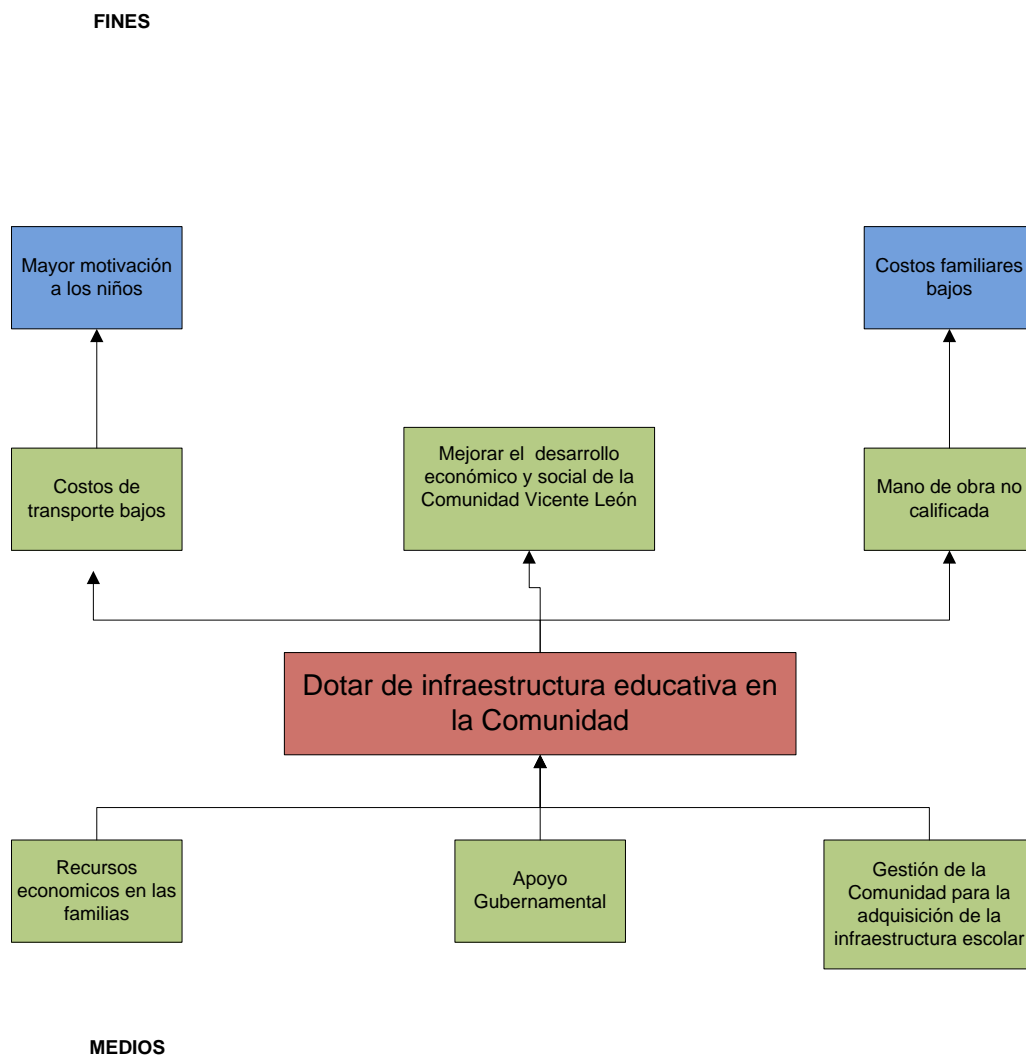 FINES
Mayor motivación
a los niños
Costos familiares
bajos
Costos de
transporte bajos
Mejorar el desarrollo
económico y social de la
Comunidad Vicente León
Mano de obra no
calificada
Dotar de infraestructura educativa en
la Comunidad
Recursos
economicos en las
familias
Apoyo
Gubernamental
Gestión de la
Comunidad para la
adquisición de la
infraestructura escolar
MEDIOS